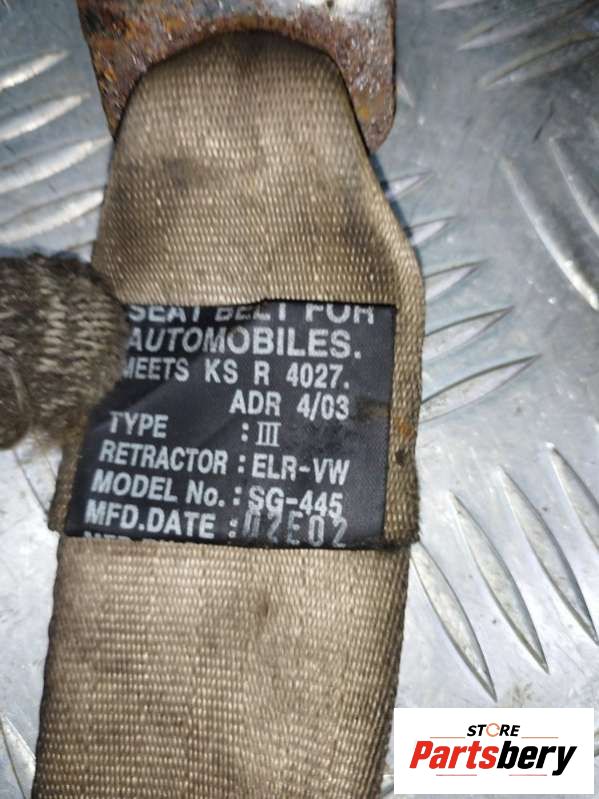 SEAT BELT FOR
AUTOMOBILES.
MEETS KS R 4027.
ADR 4/03
TYPE : III
RETRACTOR : ELR-VW
MODEL No. : SG-445
MFD.DATE : 02E02
STORE
Partsbery